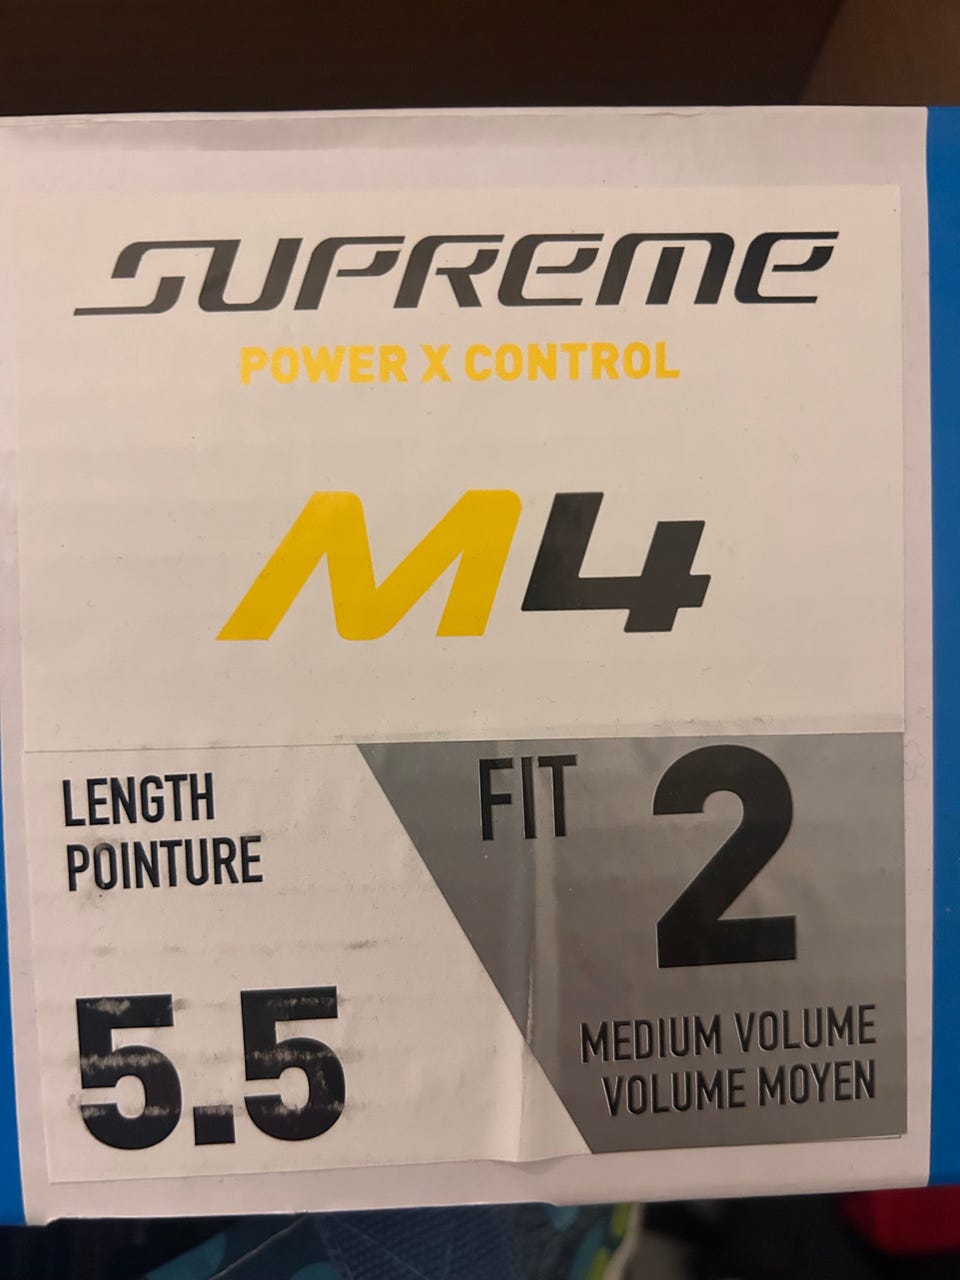 SUPREME
POWER X CONTROL
M4
LENGTH
POINTURE
5.5
FIT 2
MEDIUM VOLUME
VOLUME MOYEN